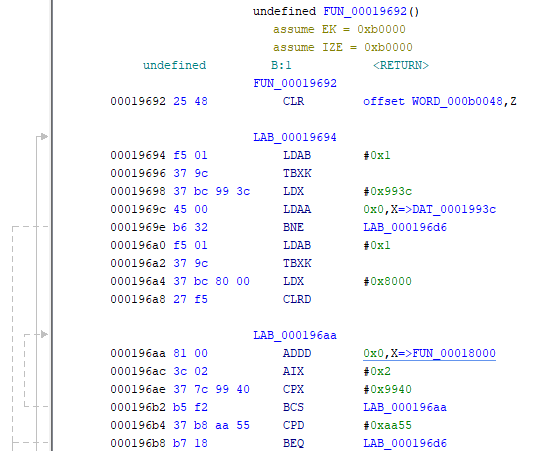 undefined FUN_00019692()
assume EK = 0xb0000
assume IZE = 0xb0000
undefined B:1 <RETURN>
FUN_00019692
00019692 25 48 CLR offset WORD_000b0048,Z
LAB_00019694
00019694 f5 01 LDAB #0x1
00019696 37 9c TBXK
00019698 37 bc 99 3c LDX #0x993c
0001969c 45 00 LDAA 0x0,X=>DAT_0001993c
0001969e b6 32 BNE LAB_000196d6
000196a0 f5 01 LDAB #0x1
000196a2 37 9c TBXK
000196a4 37 bc 80 00 LDX #0x8000
000196a8 27 f5 CLRD
LAB_000196aa
000196aa 81 00 ADDD 0x0,X=>FUN_00018000
000196ac 3c 02 AIX #0x2
000196ae 37 7c 99 40 CPX #0x9940
000196b2 b5 f2 BCS LAB_000196aa
000196b4 37 b8 aa 55 CPD #0xaa55
000196b8 b7 18 BEQ LAB_000196d6